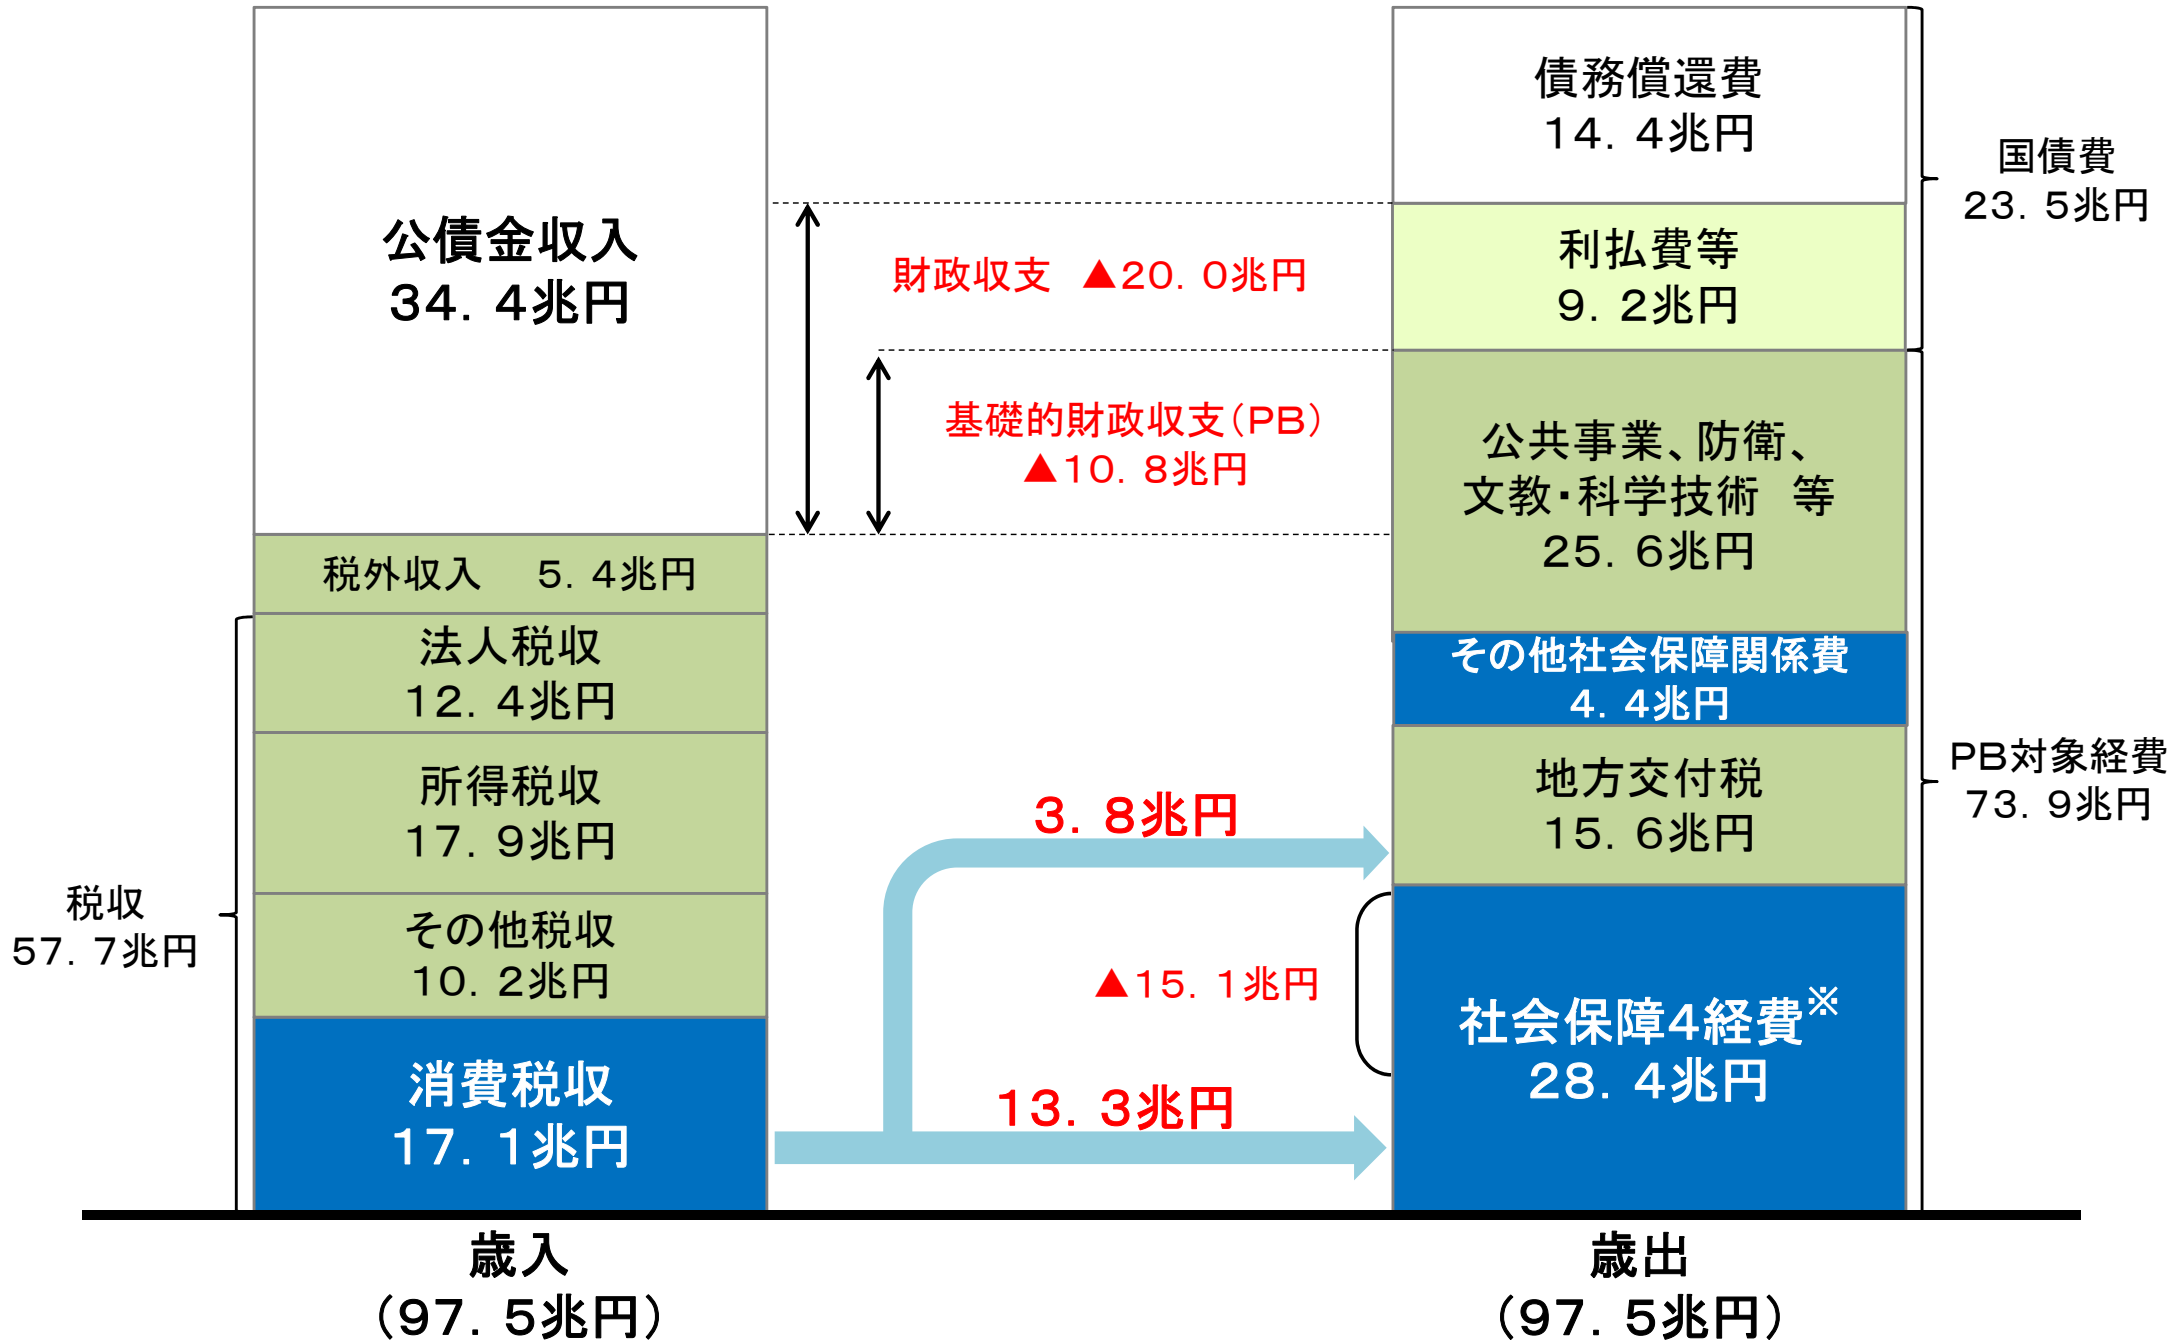 公債金収入
34．4兆円
税外収入　5．4兆円
法人税収
12．4兆円
所得税収
17．9兆円
その他税収
10．2兆円
消費税収
17．1兆円
税収
57．7兆円
歳入
（97．5兆円）
財政収支　▲20．0兆円
基礎的財政収支（PB）
▲10．8兆円
3．8兆円
▲15．1兆円
13．3兆円
債務償還費
14．4兆円
利払費等
9．2兆円
公共事業、防衛、
文教・科学技術　等
25．6兆円
その他社会保障関係費
4．4兆円
地方交付税
15．6兆円
社会保障4経費※
28．4兆円
国債費
23．5兆円
PB対象経費
73．9兆円
歳出
（97．5兆円）